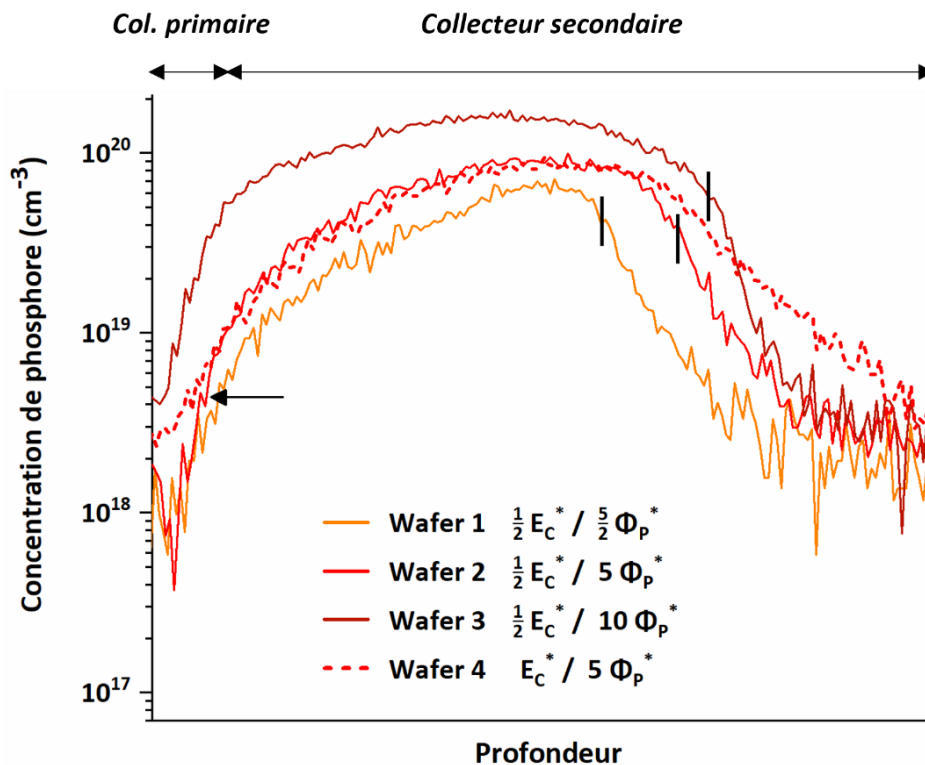 Col. primaire Collecteur secondaire
Concentration de phosphore (cm⁻³)
10²⁰
10¹⁹
10¹⁸
10¹⁷
Wafer 1 ½ E_C* / 5/2 Φ_P*
Wafer 2 ½ E_C* / 5 Φ_P*
Wafer 3 ½ E_C* / 10 Φ_P*
Wafer 4 E_C* / 5 Φ_P*
Profondeur